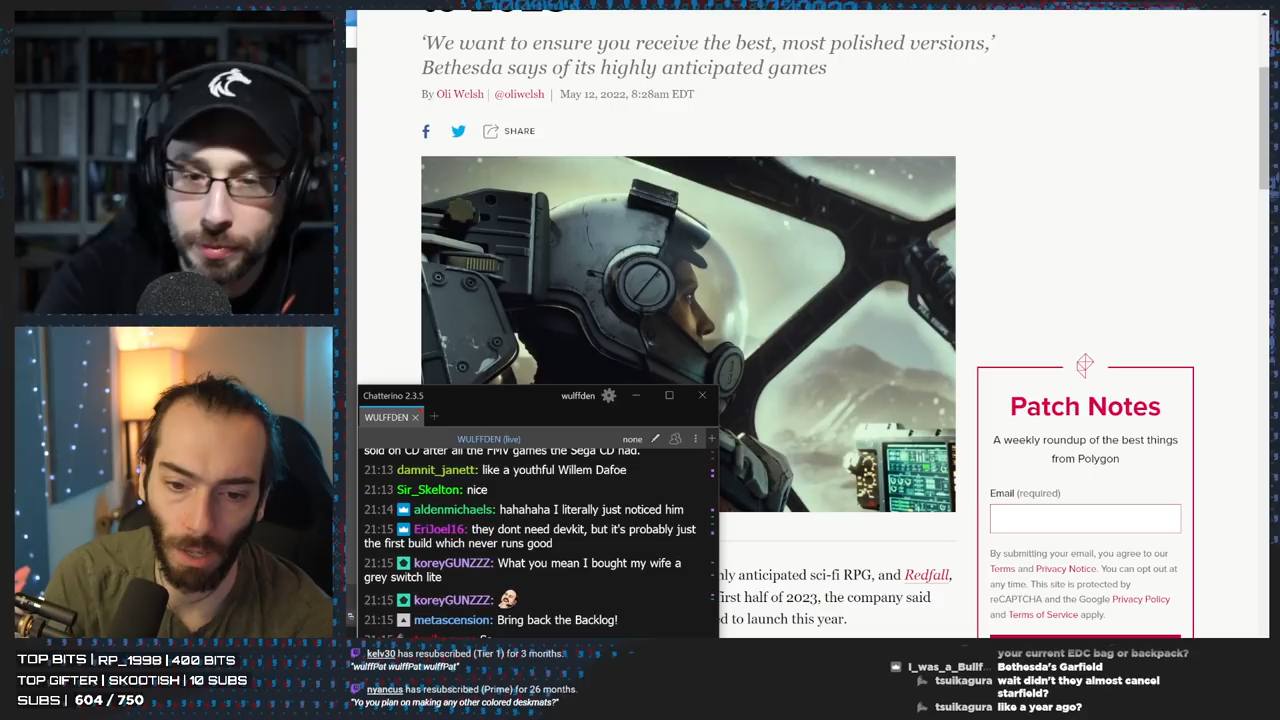 'We want to ensure you receive the best, most polished versions,'
Bethesda says of its highly anticipated games
By Oli Welsh | @oliwelsh | May 12, 2022, 8:28am EDT
SHARE
Patch Notes
A weekly roundup of the best things
from Polygon
Email (required)
By submitting your email, you agree to our
Terms and Privacy Notice. You can opt out at
any time. This site is protected by
reCAPTCHA and the Google Privacy Policy
and Terms of Service apply.
Chatterino 2.3.5
wulffden
WULFFDEN
WULFFDEN (live)
none
sold on CD after all the FMV games the Sega CD had.
21:13 damnit_janett: like a youthful Willem Dafoe
21:13 Sir_Skelton: nice
21:14 aldenmichaels: hahahaha I literally just noticed him
21:15 EriJoel16: they dont need devkit, but it's probably just
the first build which never runs good
21:15 koreyGUNZZZ: What you mean I bought my wife a
grey switch lite
21:15 koreyGUNZZZ:
21:15 metascension: Bring back the Backlog!
anticipated sci-fi RPG, and Redfall,
first half of 2023, the company said
to launch this year.
TOP BITS | RP_1998 | 400 BITS
TOP GIFTER | SKOOTISH | 10 SUBS
SUBS | 604 / 750
kelv30 has resubscribed (Tier 1) for 3 months.
"wulffPat wulffPat wulffPat"
nyancus has resubscribed (Prime) for 26 months.
"Yo you plan on making any other colored deskmats?"
your current EDC bag or backpack?
I_was_a_Bullf... Bethesda's Garfield
tsuikagura wait didn't they almost cancel
starfield?
tsuikagura like a year ago?